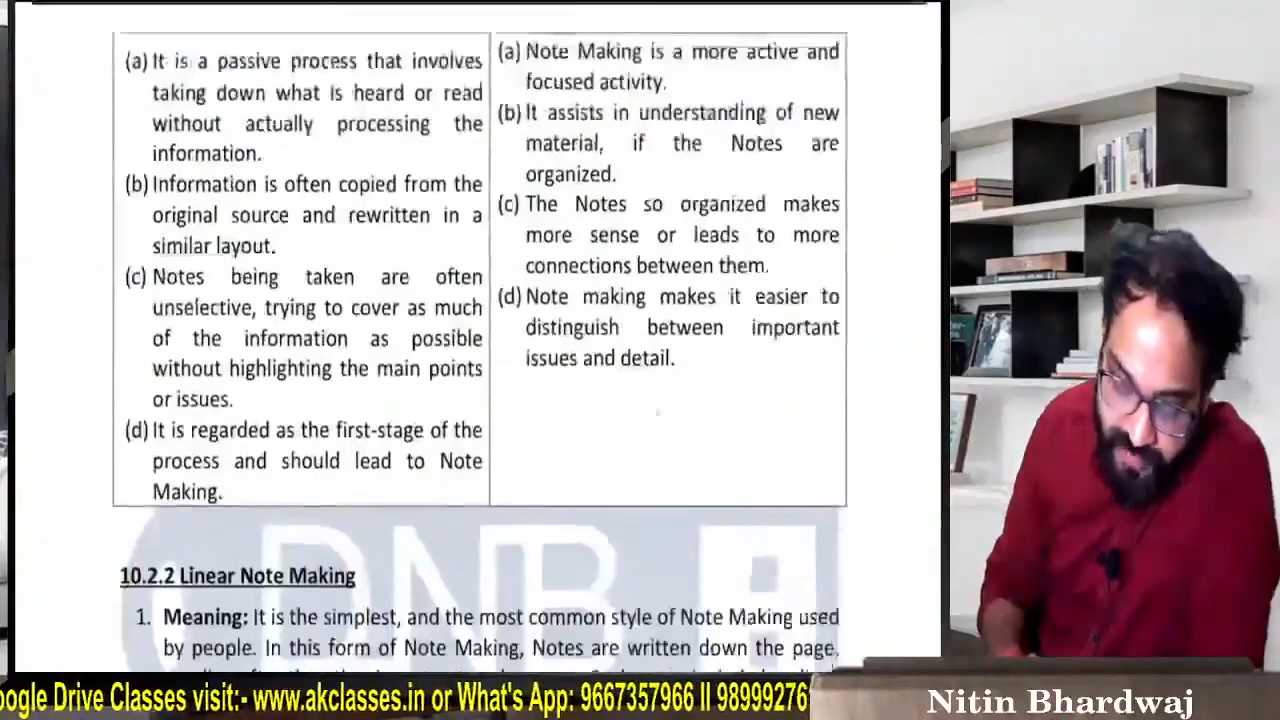 (a) It is a passive process that involves
taking down what is heard or read
without actually processing the
information.
(b) Information is often copied from the
original source and rewritten in a
similar layout.
(c) Notes being taken are often
unselective, trying to cover as much
of the information as possible
without highlighting the main points
or issues.
(d) It is regarded as the first-stage of the
process and should lead to Note
Making.
(a) Note Making is a more active and
focused activity.
(b) It assists in understanding of new
material, if the Notes are
organized.
(c) The Notes so organized makes
more sense or leads to more
connections between them.
(d) Note making makes it easier to
distinguish between important
issues and detail.
DNB
10.2.2 Linear Note Making
1. Meaning: It is the simplest, and the most common style of Note Making used
by people. In this form of Note Making, Notes are written down the page,
oogle Drive Classes visit:- www.akclasses.in or What's App: 9667357966 ll 98999276
Nitin Bhardwaj